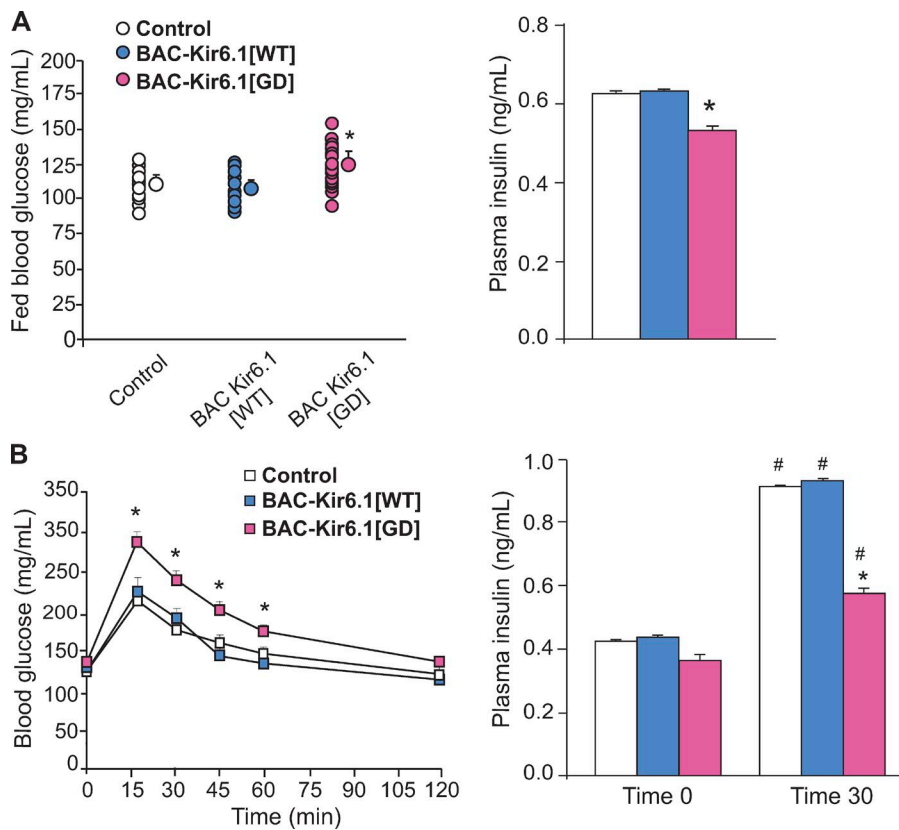 A
Control
BAC-Kir6.1[WT]
BAC-Kir6.1[GD]
Fed blood glucose (mg/mL)
200
175
150
125
100
75
50
25
0
*
Control
BAC Kir6.1
[WT]
BAC Kir6.1
[GD]
Plasma insulin (ng/mL)
0.8
0.6
0.4
0.2
0.0
*
B
Control
BAC-Kir6.1[WT]
BAC-Kir6.1[GD]
Blood glucose (mg/mL)
350
350
250
200
150
100
50
0
* * * *
0 15 30 45 60 75 90 105 120
Time (min)
Plasma insulin (ng/mL)
1.0
0.8
0.6
0.4
0.2
0.0
# #
#
*
Time 0 Time 30